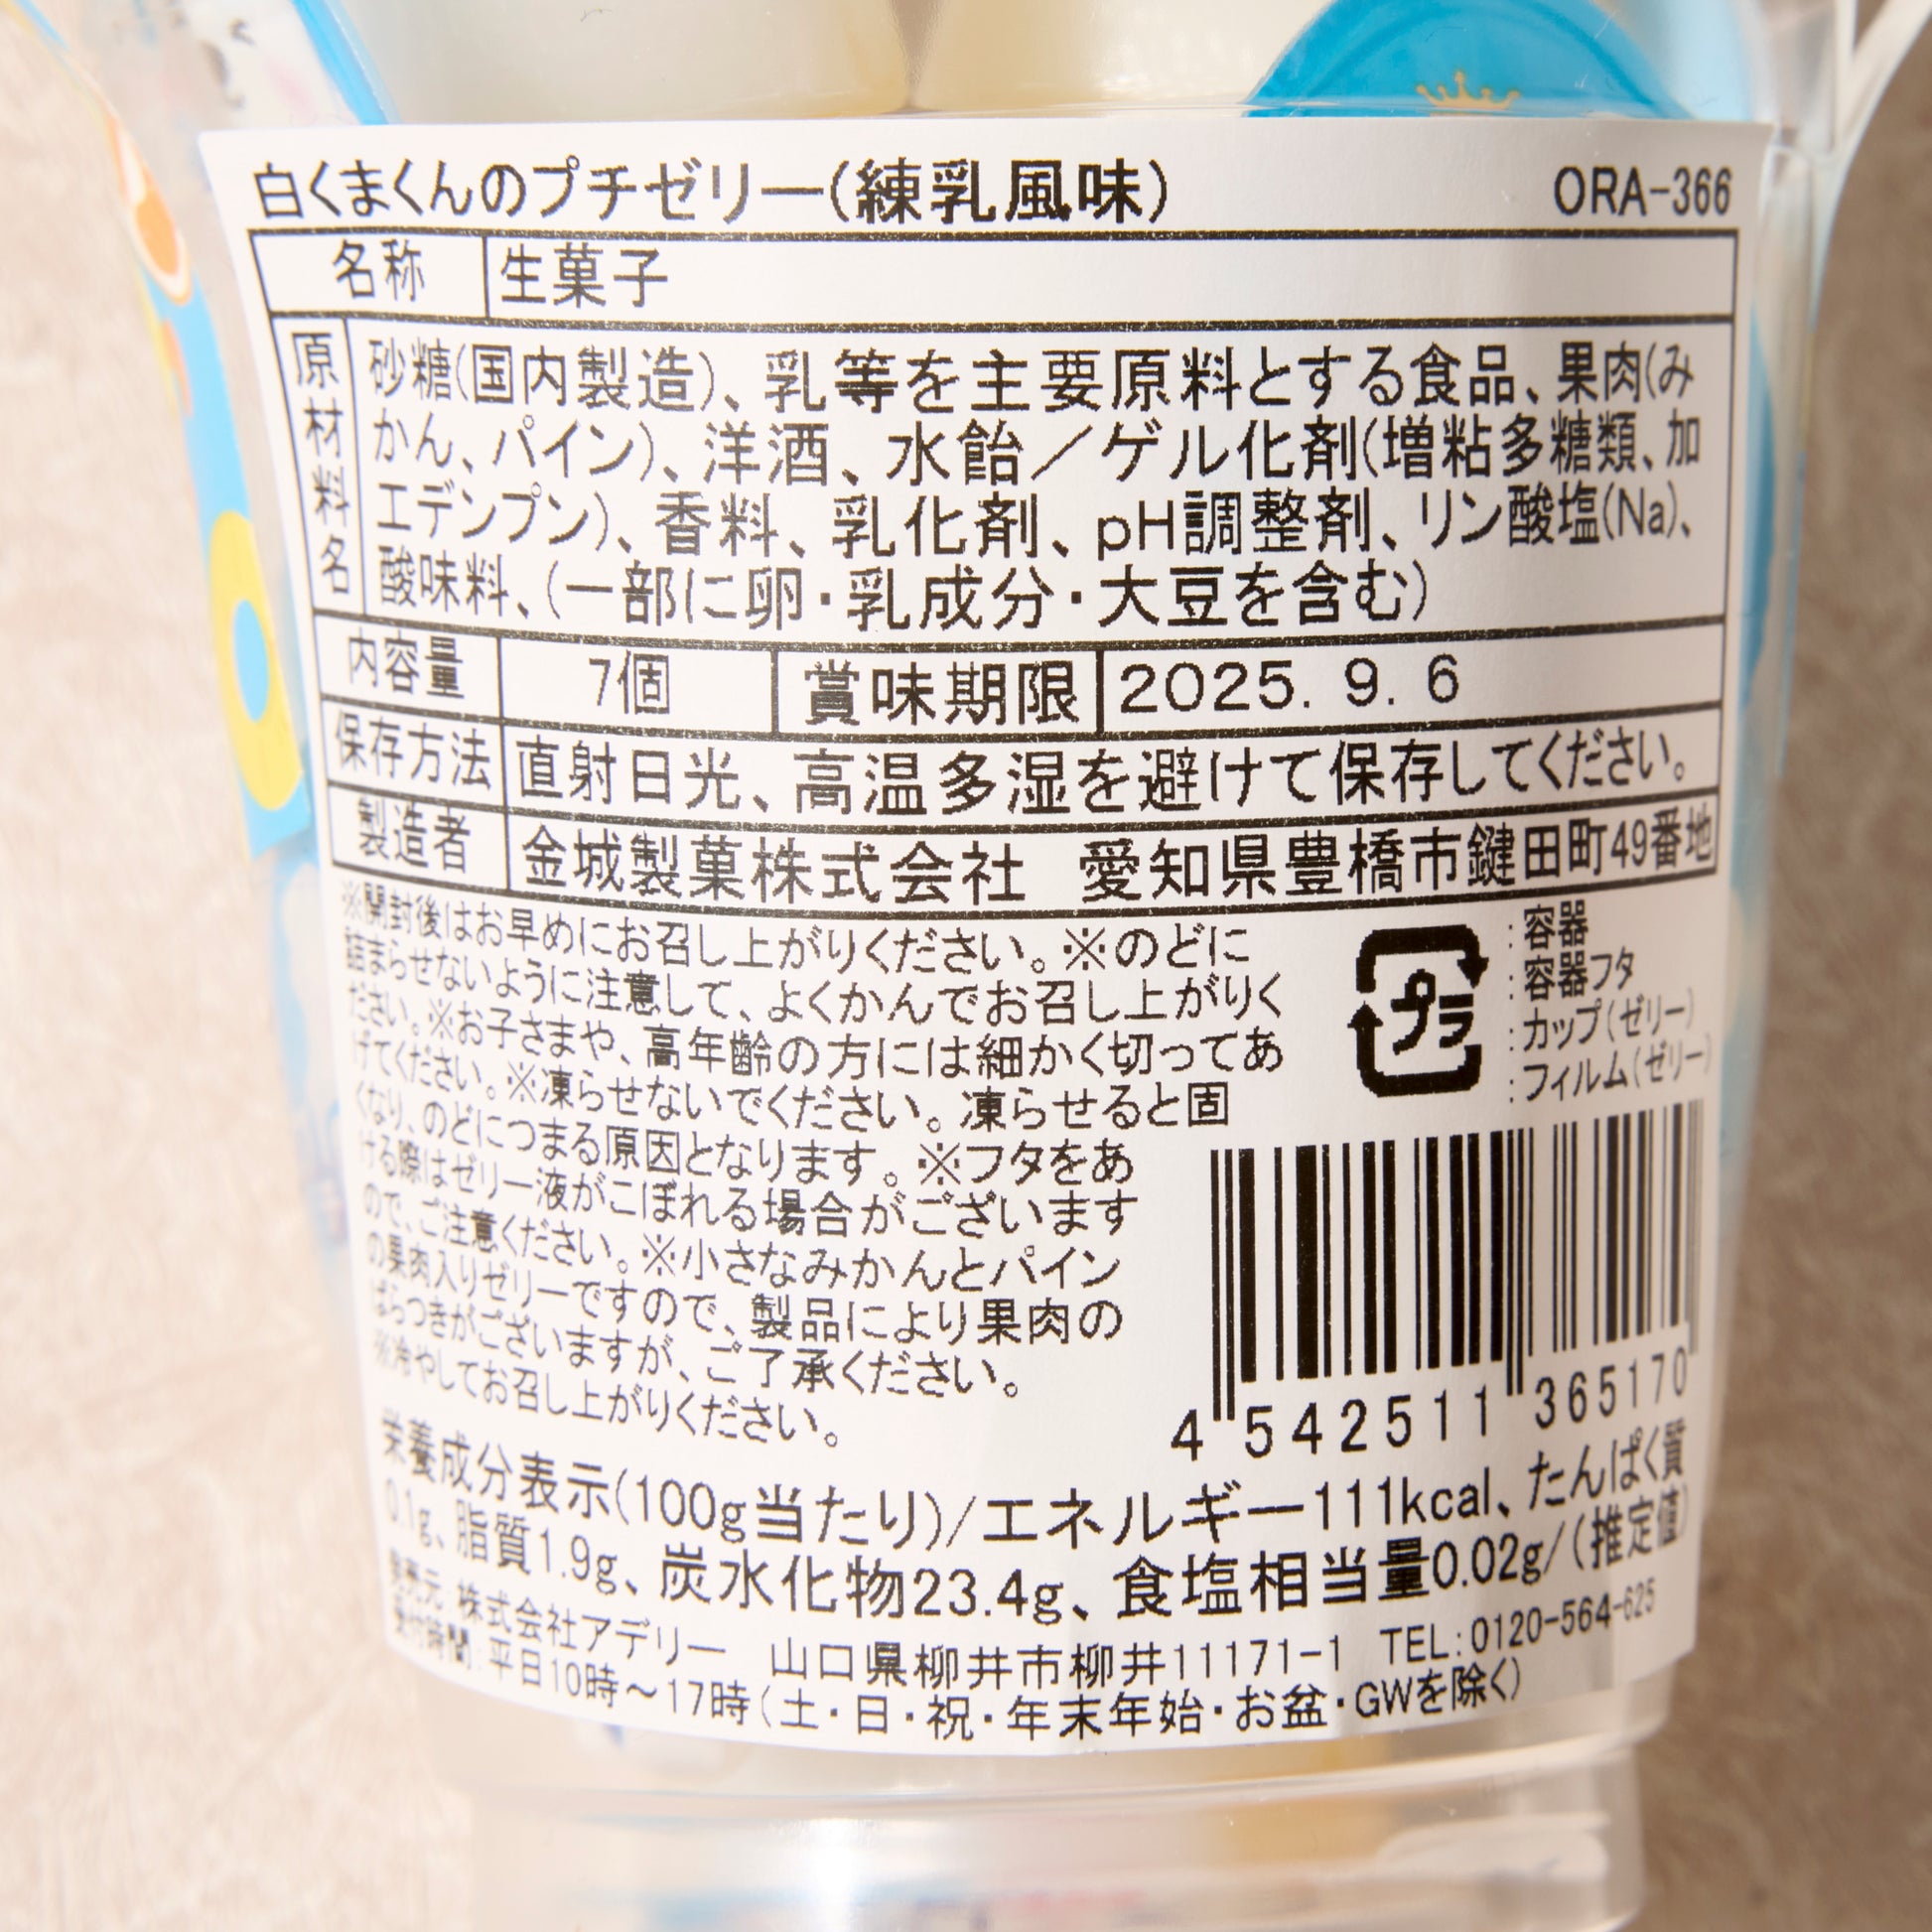 白くまくんのプチゼリー(練乳風味) ORA-366
名称 生菓子
原材料名 砂糖(国内製造)、乳等を主要原料とする食品、果肉(み
かん、パイン)、洋酒、水飴／ゲル化剤(増粘多糖類、加
エデンプン)、香料、乳化剤、pH調整剤、リン酸塩(Na)、
酸味料、(一部に卵・乳成分・大豆を含む)
内容量 7個 賞味期限 2025. 9. 6
保存方法 直射日光、高温多湿を避けて保存してください。
製造者 金城製菓株式会社 愛知県豊橋市鍵田町49番地
※開封後はお早めにお召し上がりください。※のどに
詰まらせないように注意して、よくかんでお召し上がりく
ださい。※お子さまや、高年齢の方には細かく切ってあ
げてください。※凍らせないでください。凍らせると固
くなり、のどにつまる原因となります。※フタをあ
ける際はゼリー液がこぼれる場合がございます
ので、ご注意ください。※小さなみかんとパイン
の果肉入りゼリーですので、製品により果肉の
ばらつきがございますが、ご了承ください。
※冷やしてお召し上がりください。
プラ
:容器
:容器フタ
:カップ(ゼリー)
:フィルム(ゼリー)
4 542511 365170
栄養成分表示(100g当たり)/エネルギー111kcal、たんぱく質
0.1g、脂質1.9g、炭水化物23.4g、食塩相当量0.02g/(推定値)
発売元 株式会社アデリー 山口県柳井市柳井11171-1 TEL:0120-564-625
受付時間:平日10時～17時(土・日・祝・年末年始・お盆・GWを除く)